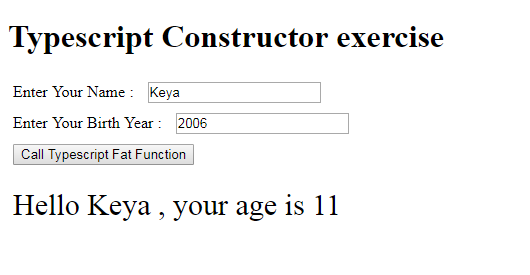 Typescript Constructor exercise
Enter Your Name : Keya
Enter Your Birth Year : 2006
Call Typescript Fat Function
Hello Keya , your age is 11